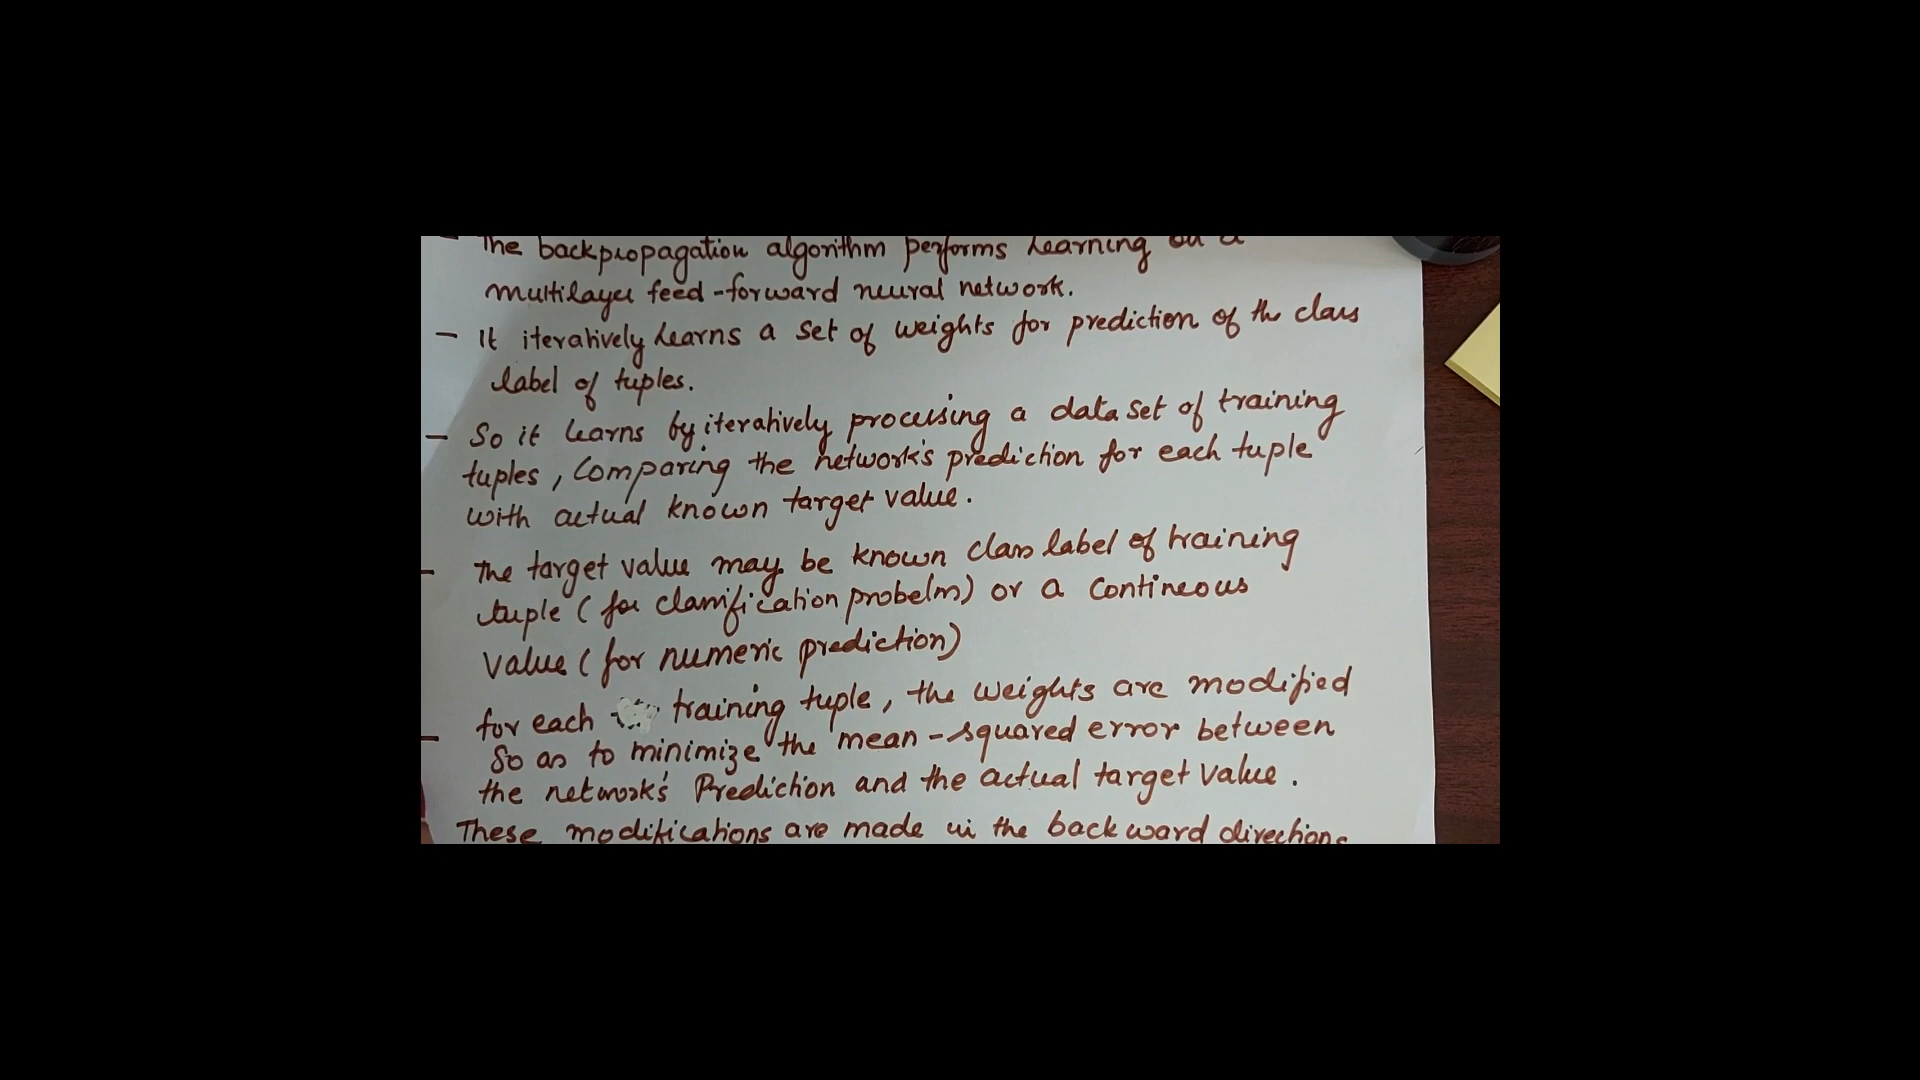 - The backpropagation algorithm performs learning on a
multilayer feed-forward neural network.
- It iteratively learns a set of weights for prediction of the class
label of tuples.
- So it learns by iteratively processing a data set of training
tuples, Comparing the network's prediction for each tuple
with actual known target value.
- The target value may be known class label of training
tuple (for classification probelm) or a Contineous
value (for numeric prediction)
- for each training tuple, the weights are modified
So as to minimize the mean-squared error between
the network's Prediction and the actual target value.
These modifications are made in the backward directions